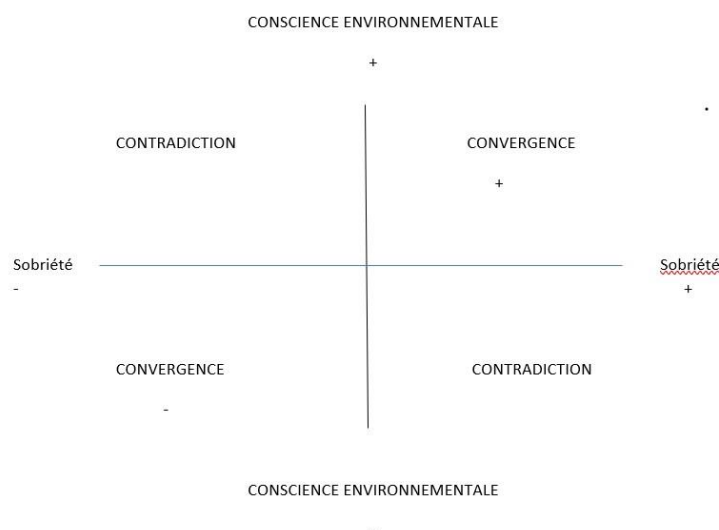 CONSCIENCE ENVIRONNEMENTALE
+
CONTRADICTION CONVERGENCE
+
Sobriété Sobriété
- +
CONVERGENCE CONTRADICTION
-
CONSCIENCE ENVIRONNEMENTALE